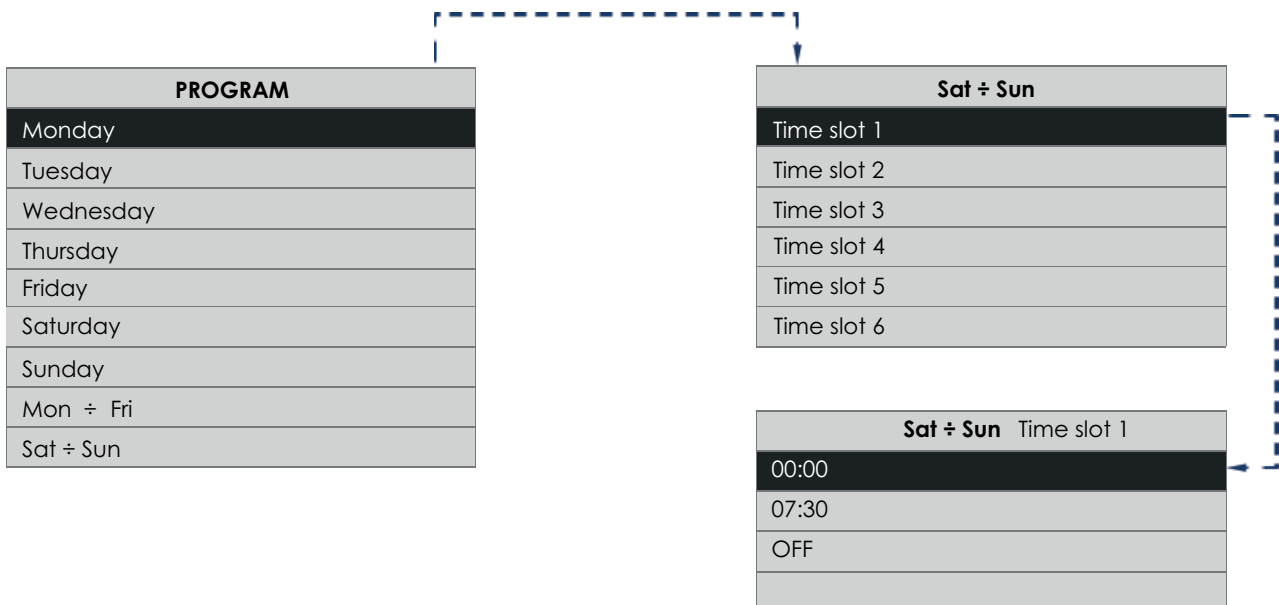 PROGRAM
Monday
Tuesday
Wednesday
Thursday
Friday
Saturday
Sunday
Mon ÷ Fri
Sat ÷ Sun
Sat ÷ Sun
Time slot 1
Time slot 2
Time slot 3
Time slot 4
Time slot 5
Time slot 6
Sat ÷ Sun Time slot 1
00:00
07:30
OFF